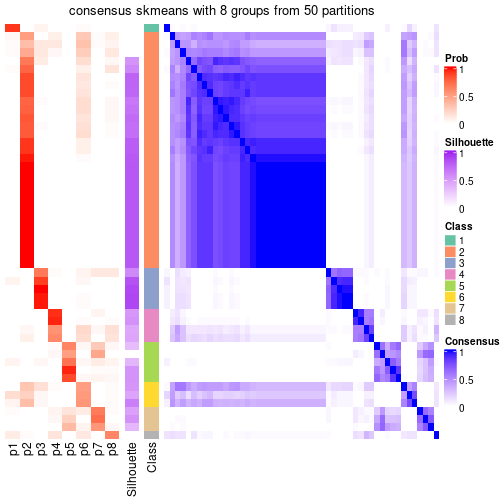 consensus skmeans with 8 groups from 50 partitions
Prob
1
0.5
0
Silhouette
1
0.5
0
Class
1
2
3
4
5
6
7
8
Consensus
1
0.5
0
p1
p2
p3
p4
p5
p6
p7
p8
Silhouette
Class